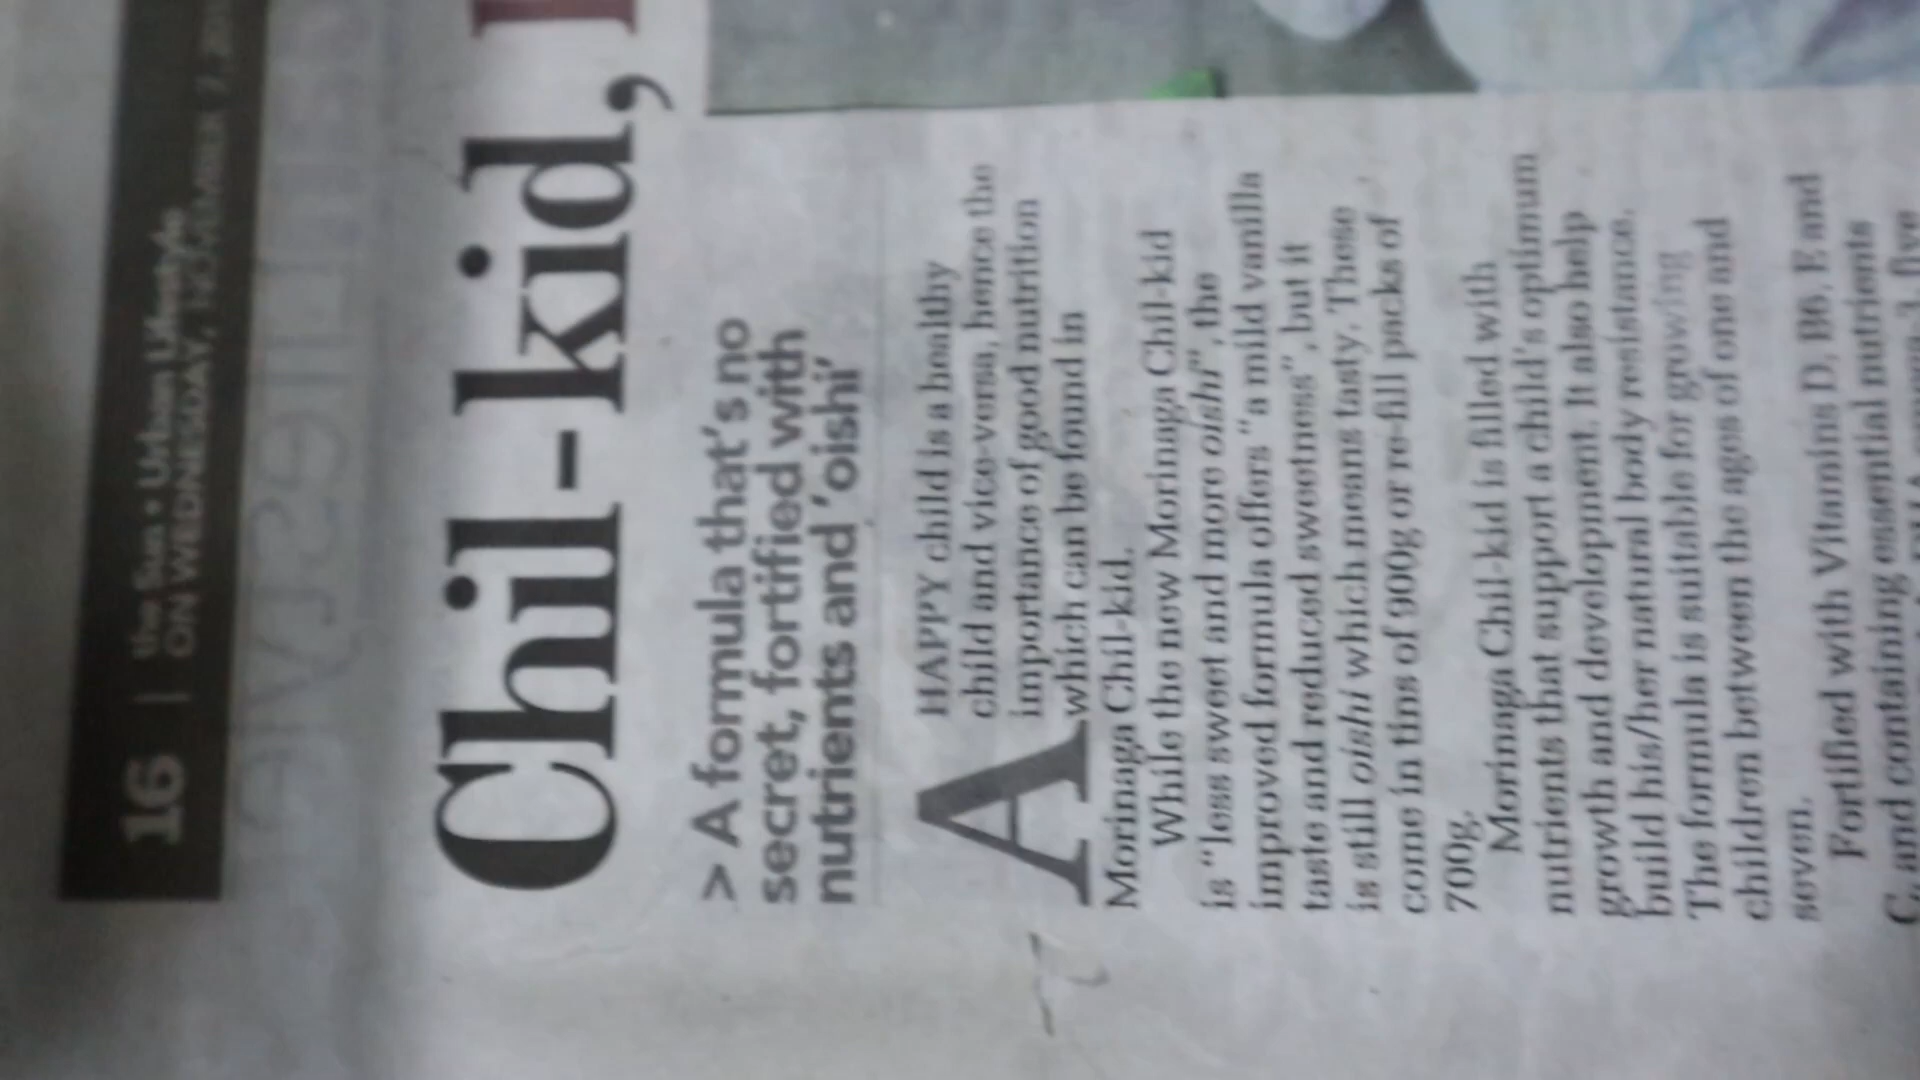 16 | the Sun • Urban Lifestyle
ON WEDNESDAY,
Chil-kid,
> A formula that's no
secret, fortified with
nutrients and 'oishi'
A HAPPY child is a healthy
child and vice-versa, hence the
importance of good nutrition
which can be found in
Morinaga Chil-kid.
While the new Morinaga Chil-kid
is "less sweet and more oishi", the
improved formula offers "a mild vanilla
taste and reduced sweetness", but it
is still oishi which means tasty. These
come in tins of 900g or re-fill packs of
700g.
Morinaga Chil-kid is filled with
nutrients that support a child's optimum
growth and development. It also help
build his/her natural body resistance.
The formula is suitable for growing
children between the ages of one and
seven.
Fortified with Vitamins D, B6, E and
C, and containing essential nutrients